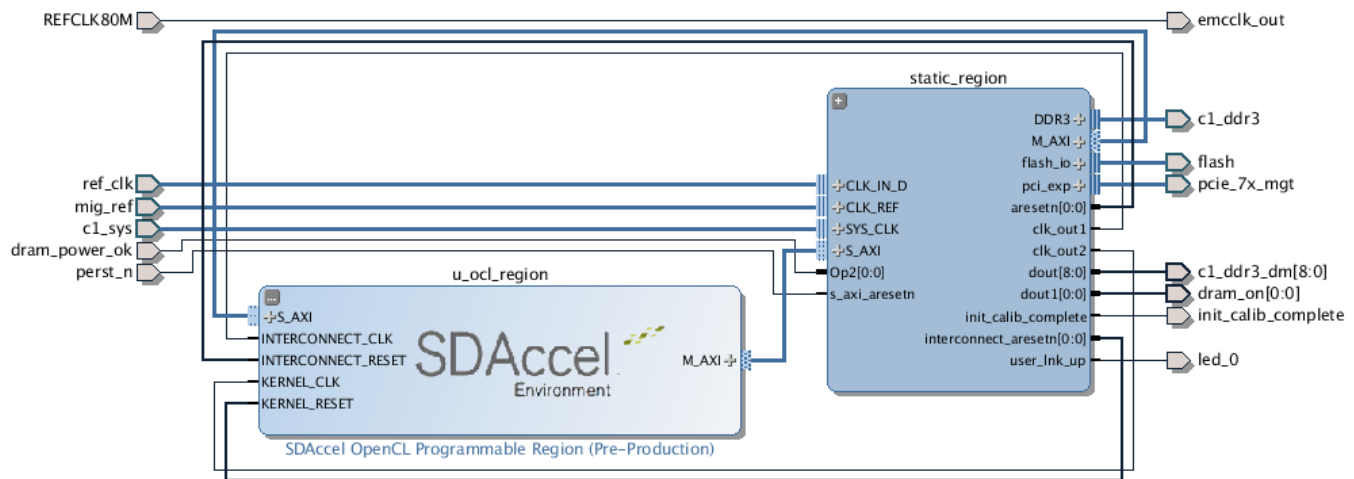 REFCLK80M
emcclk_out
static_region
DDR3
c1_ddr3
M_AXI
flash_io
flash
ref_clk
CLK_IN_D
pci_exp
pcie_7x_mgt
mig_ref
CLK_REF
aresetn[0:0]
c1_sys
SYS_CLK
clk_out1
dram_power_ok
S_AXI
clk_out2
perst_n
Op2[0:0]
dout[8:0]
c1_ddr3_dm[8:0]
u_ocl_region
s_axi_aresetn
dout1[0:0]
dram_on[0:0]
S_AXI
init_calib_complete
init_calib_complete
INTERCONNECT_CLK
interconnect_aresetn[0:0]
INTERCONNECT_RESET
SDAccel
M_AXI
user_lnk_up
led_0
KERNEL_CLK
Environment
KERNEL_RESET
SDAccel OpenCL Programmable Region (Pre-Production)